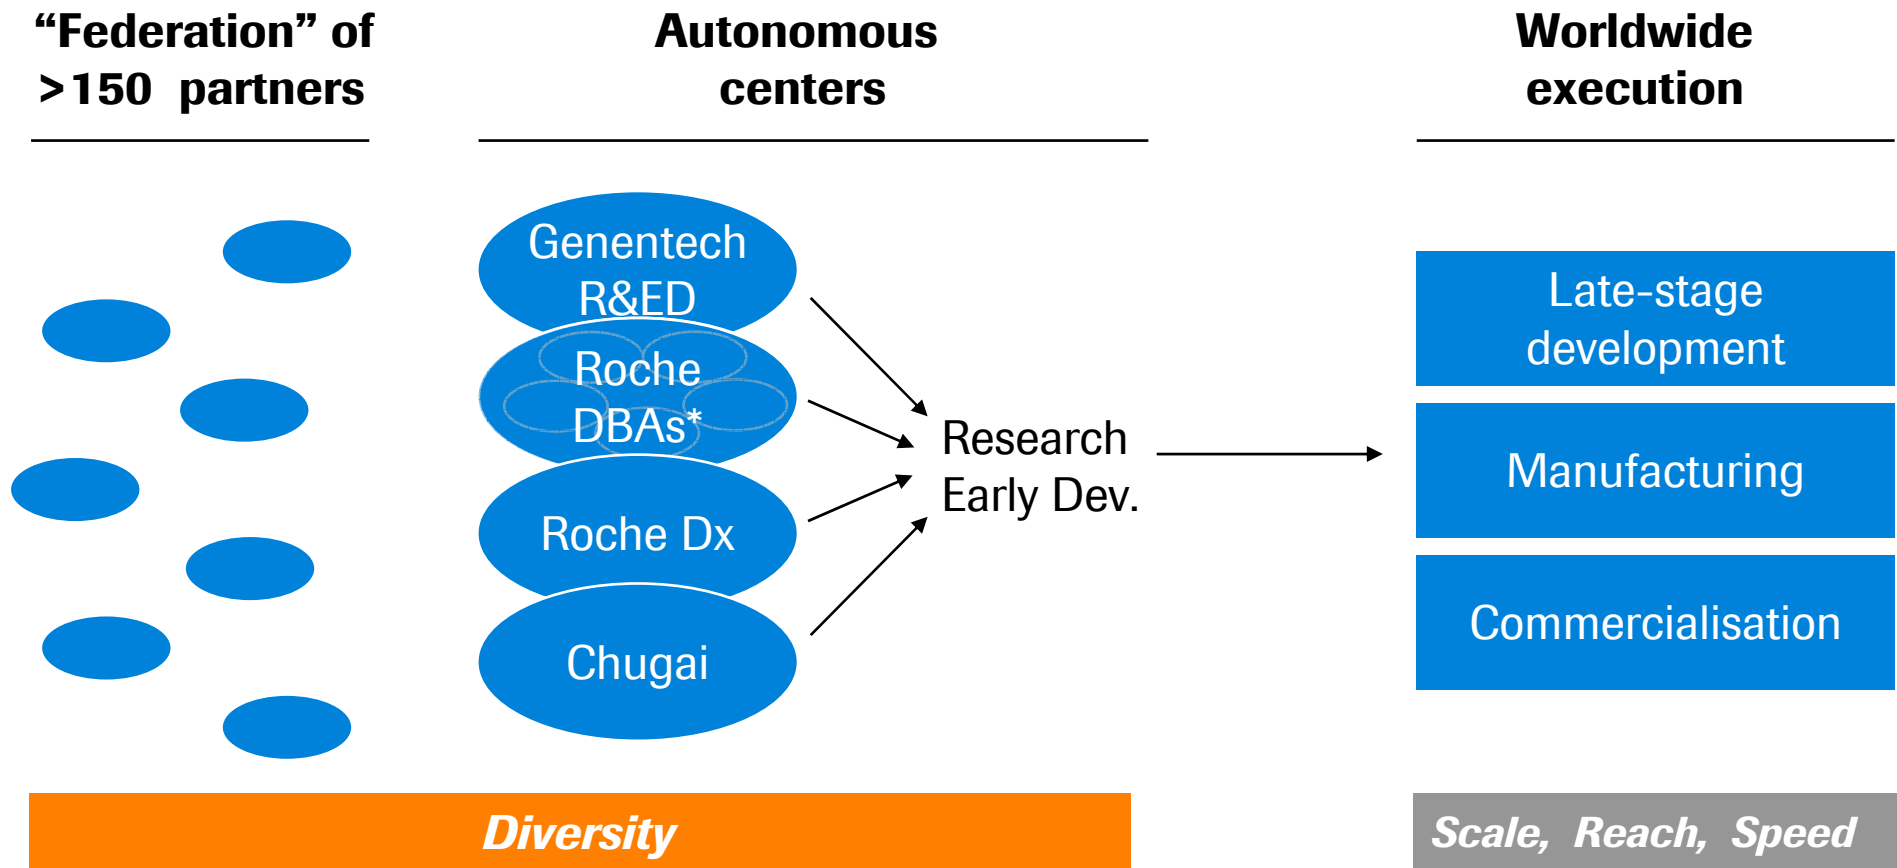 “Federation” of
>150 partners
Autonomous
centers
Worldwide
execution
Genentech
R&ED
Roche
DBAs*
Roche Dx
Chugai
Research
Early Dev.
Late-stage
development
Manufacturing
Commercialisation
Diversity
Scale, Reach, Speed